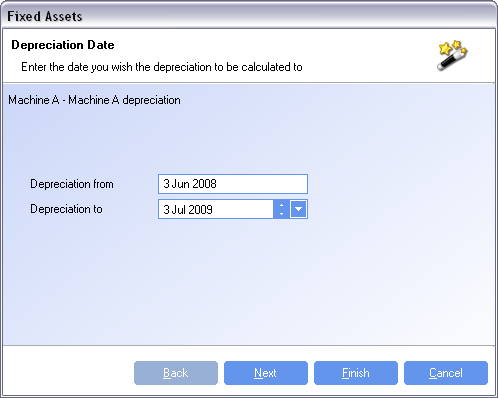 Fixed Assets
Depreciation Date
Enter the date you wish the depreciation to be calculated to
Machine A - Machine A depreciation
Depreciation from 3 Jun 2008
Depreciation to 3 Jul 2009
Back Next Finish Cancel